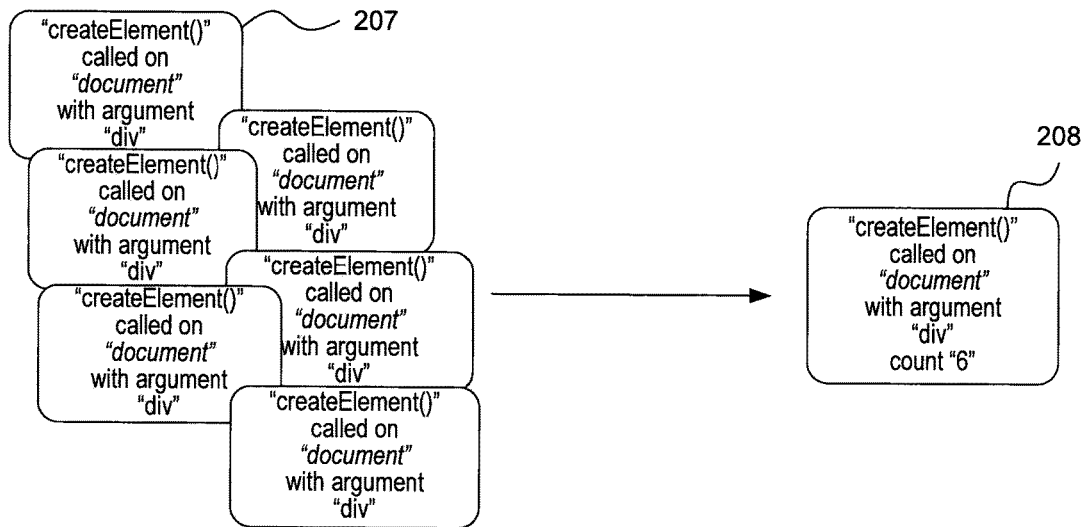 “createElement()”
called on
“document”
with argument
“div”
207
“createElement()”
called on
“document”
with argument
“div”
“createElement()”
called on
“document”
with argument
“div”
“createElement()”
called on
“document”
with argument
“div”
“createElement()”
called on
“document”
with argument
“div”
“createElement()”
called on
“document”
with argument
“div”
208
“createElement()”
called on
“document”
with argument
“div”
count “6”